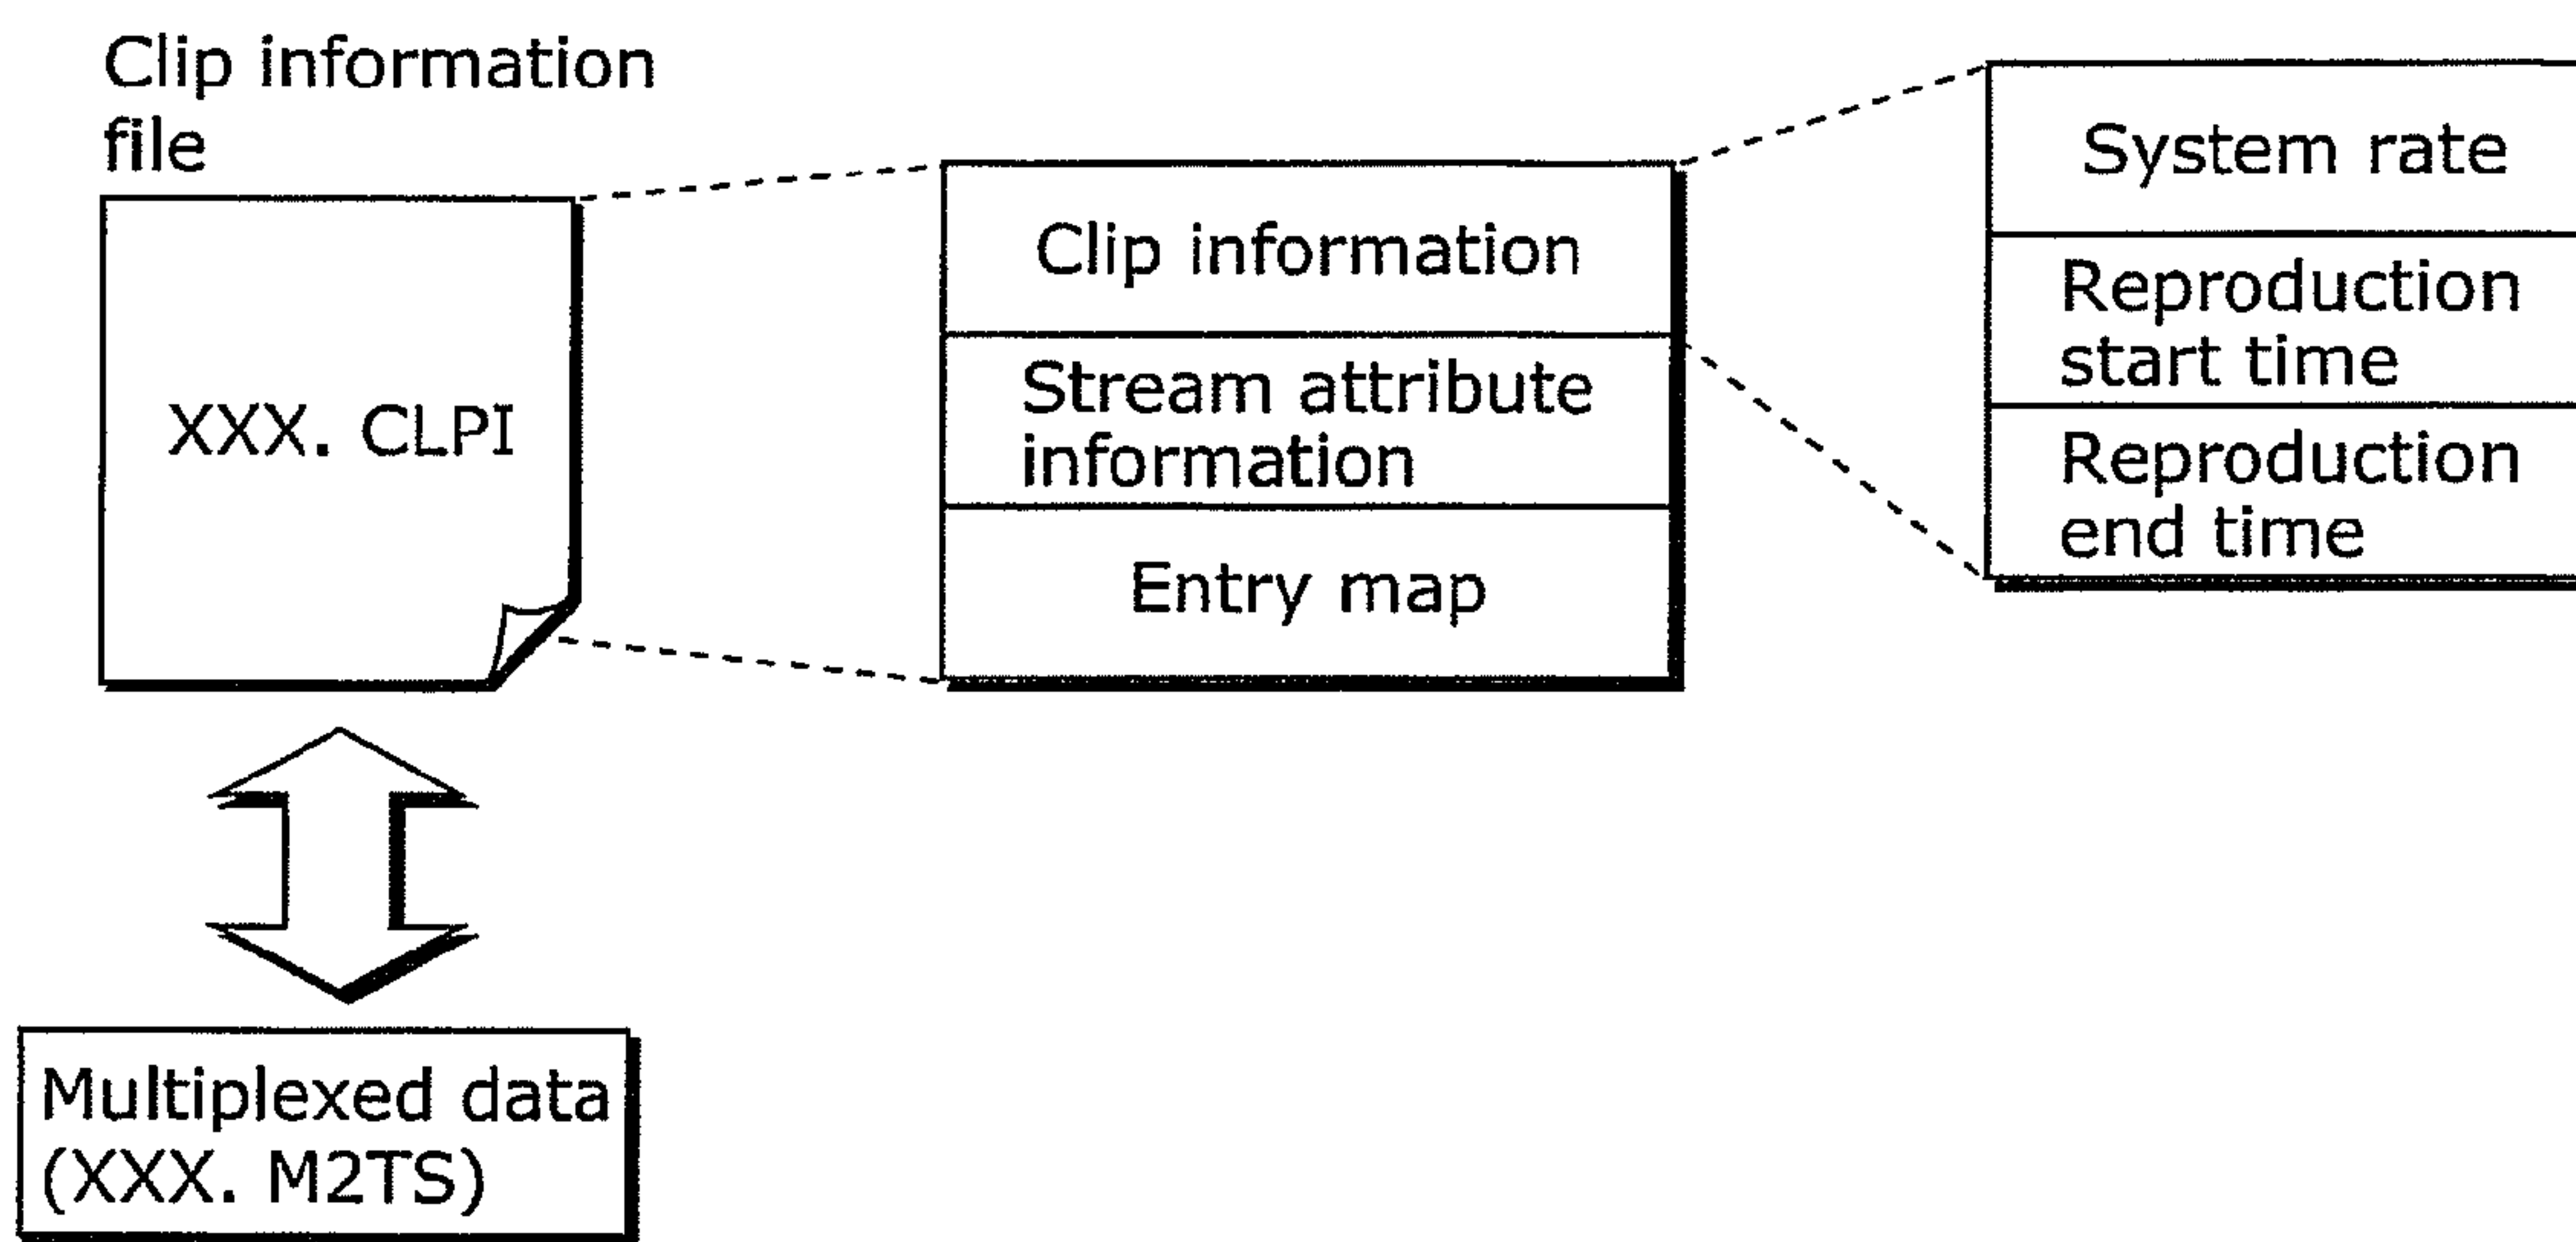 Clip information
file
XXX. CLPI
Multiplexed data
(XXX. M2TS)
Clip information
Stream attribute
information
Entry map
System rate
Reproduction
start time
Reproduction
end time